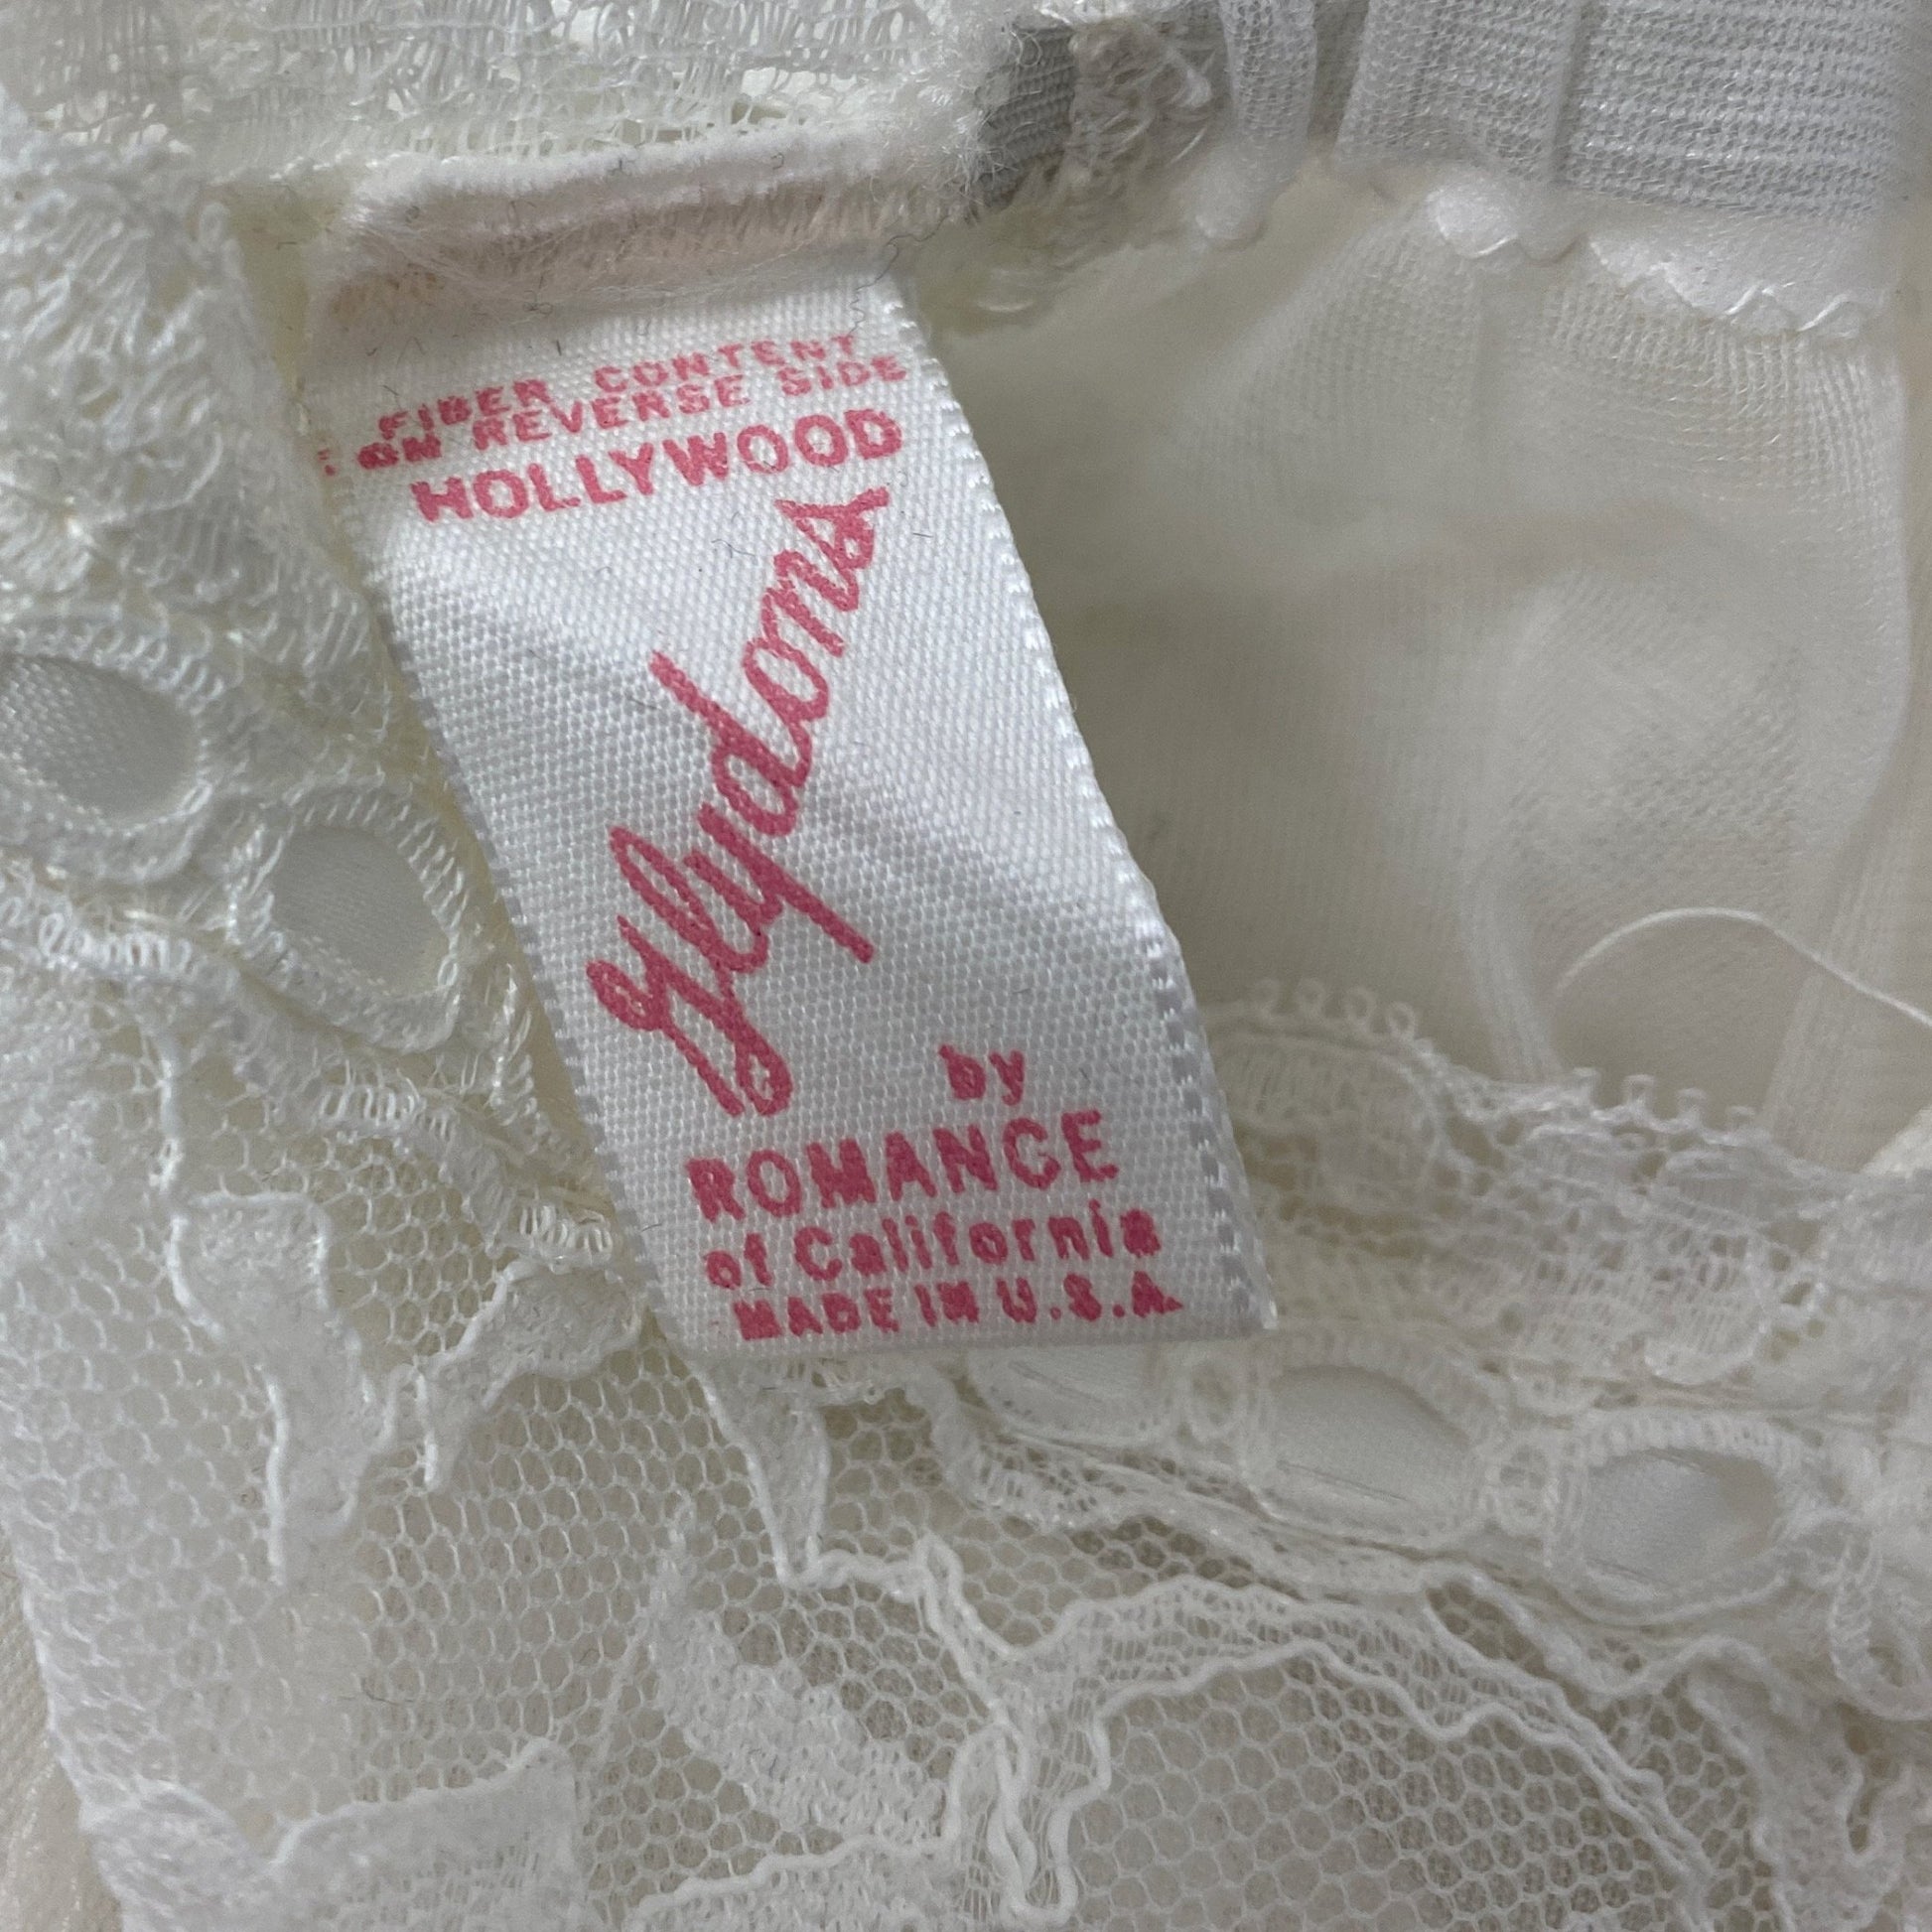 FIBER CONTENT
ON REVERSE SIDE
HOLLYWOOD
Glydons
by
ROMANCE
of California
MADE IN U.S.A.